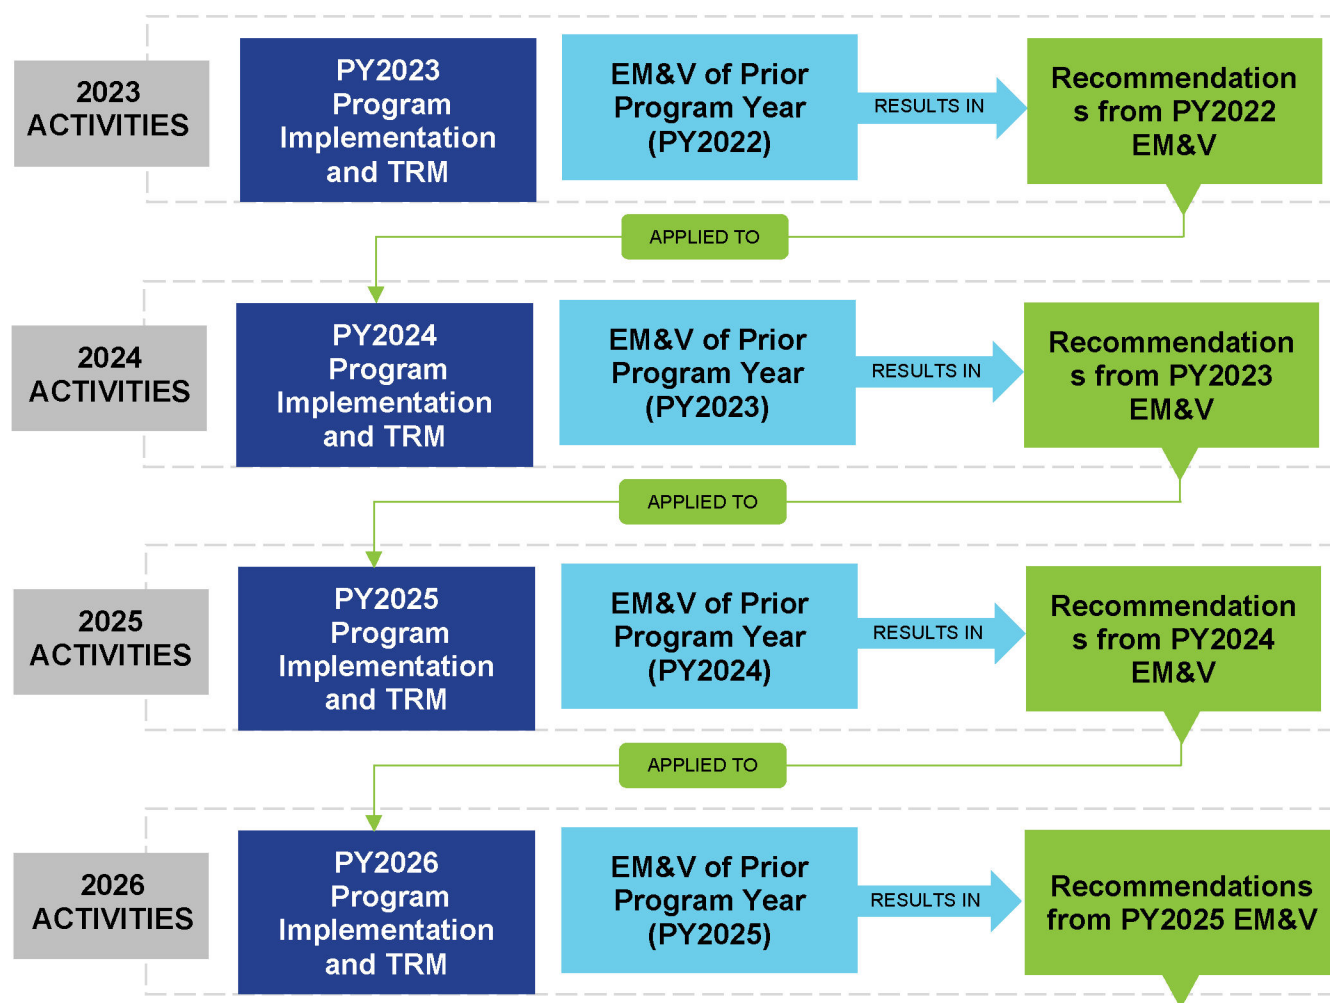 2023
ACTIVITIES
PY2023
Program
Implementation
and TRM
EM&V of Prior
Program Year
(PY2022)
RESULTS IN
Recommendation
s from PY2022
EM&V
APPLIED TO
2024
ACTIVITIES
PY2024
Program
Implementation
and TRM
EM&V of Prior
Program Year
(PY2023)
RESULTS IN
Recommendation
s from PY2023
EM&V
APPLIED TO
2025
ACTIVITIES
PY2025
Program
Implementation
and TRM
EM&V of Prior
Program Year
(PY2024)
RESULTS IN
Recommendation
s from PY2024
EM&V
APPLIED TO
2026
ACTIVITIES
PY2026
Program
Implementation
and TRM
EM&V of Prior
Program Year
(PY2025)
RESULTS IN
Recommendations
from PY2025 EM&V